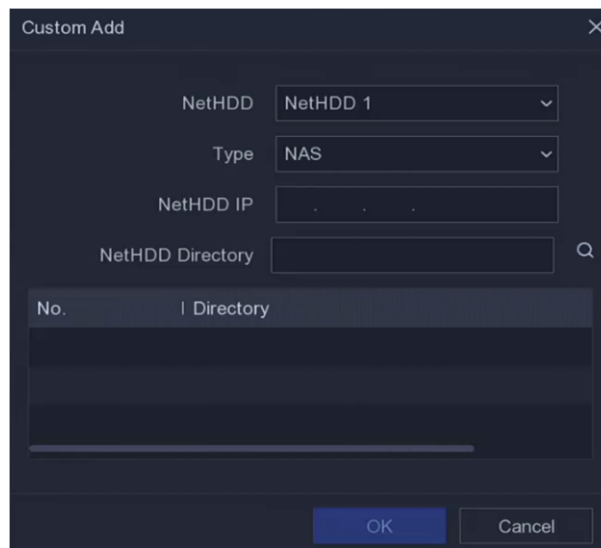 Custom Add
NetHDD NetHDD 1
Type NAS
NetHDD IP . . .
NetHDD Directory
No. Directory
OK Cancel